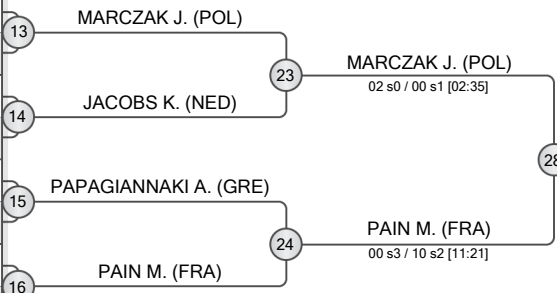 13
MARCZAK J. (POL)
23
MARCZAK J. (POL)
02 s0 / 00 s1 [02:35]
14
JACOBS K. (NED)
28
15
PAPAGIANNAKI A. (GRE)
24
PAIN M. (FRA)
00 s3 / 10 s2 [11:21]
16
PAIN M. (FRA)